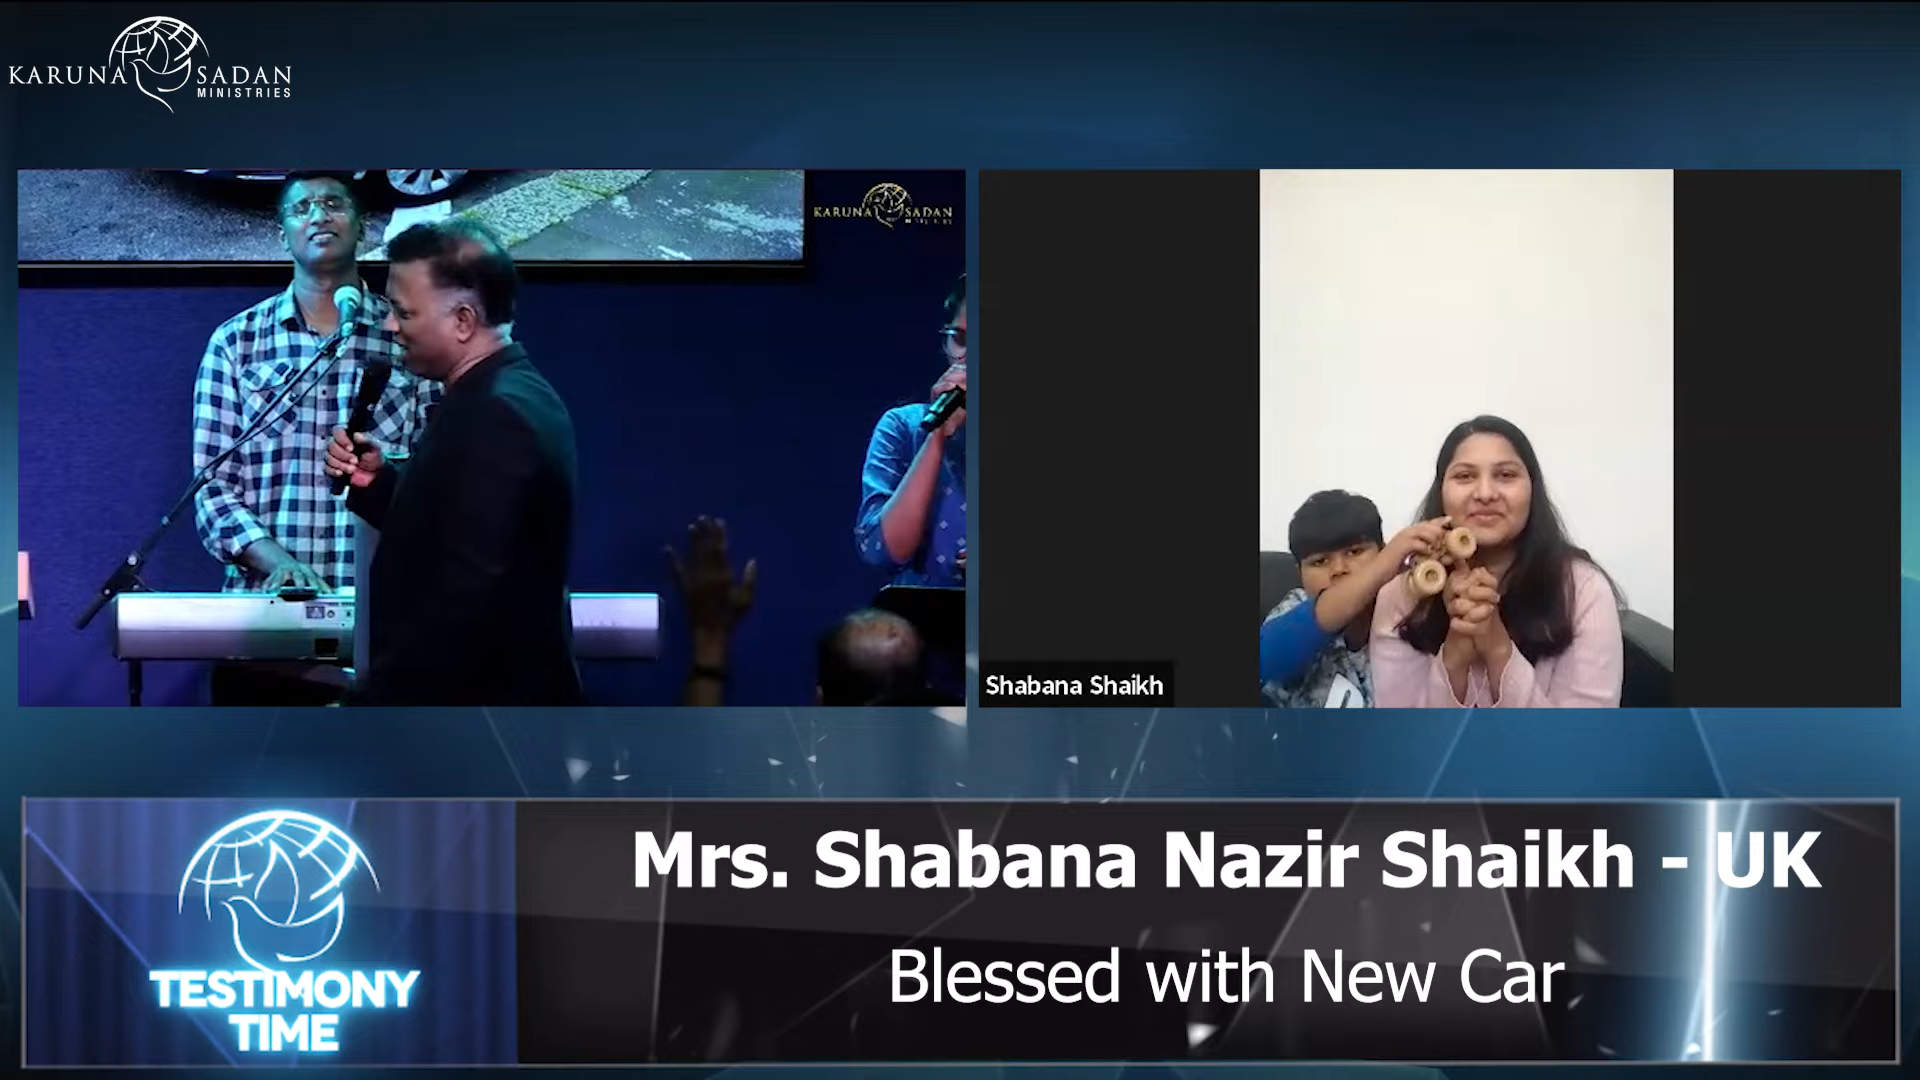 KARUNA SADAN
MINISTRIES
KARUNA SADAN
Shabana Shaikh
Mrs. Shabana Nazir Shaikh - UK
Blessed with New Car
TESTIMONY
TIME